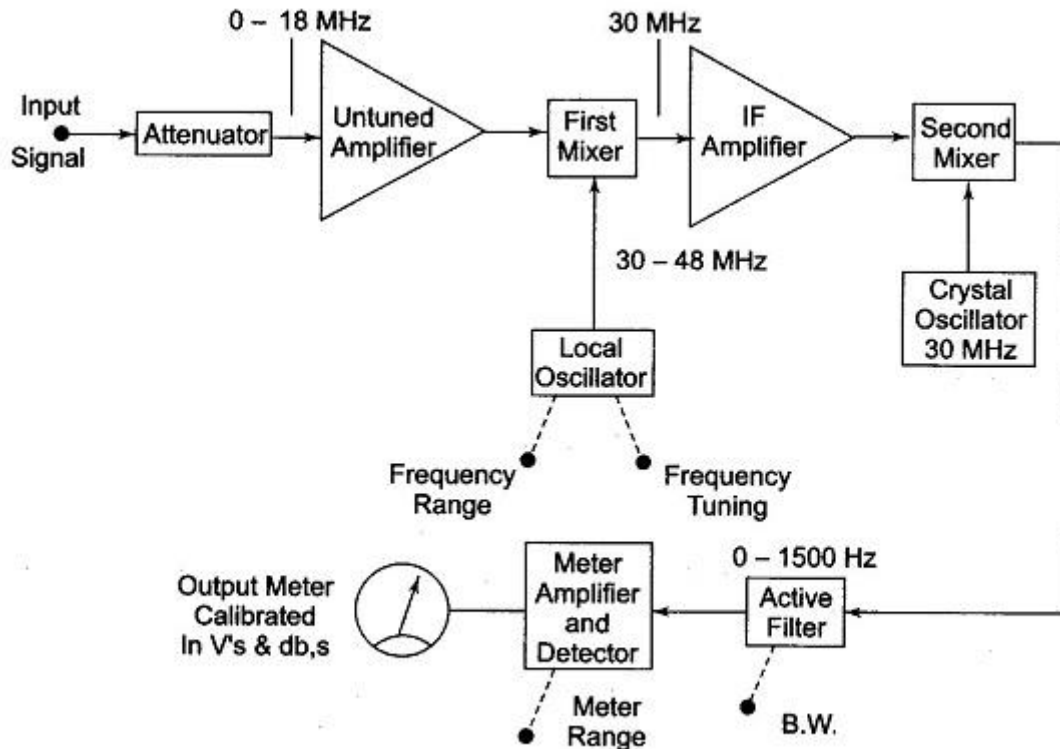 0 – 18 MHz
30 MHz
Input
Signal
Attenuator
Untuned
Amplifier
First
Mixer
IF
Amplifier
Second
Mixer
30 – 48 MHz
Crystal
Oscillator
30 MHz
Local
Oscillator
Frequency
Range
Frequency
Tuning
Output Meter
Calibrated
In V's & db,s
Meter
Amplifier
and
Detector
0 – 1500 Hz
Active
Filter
Meter
Range
B.W.